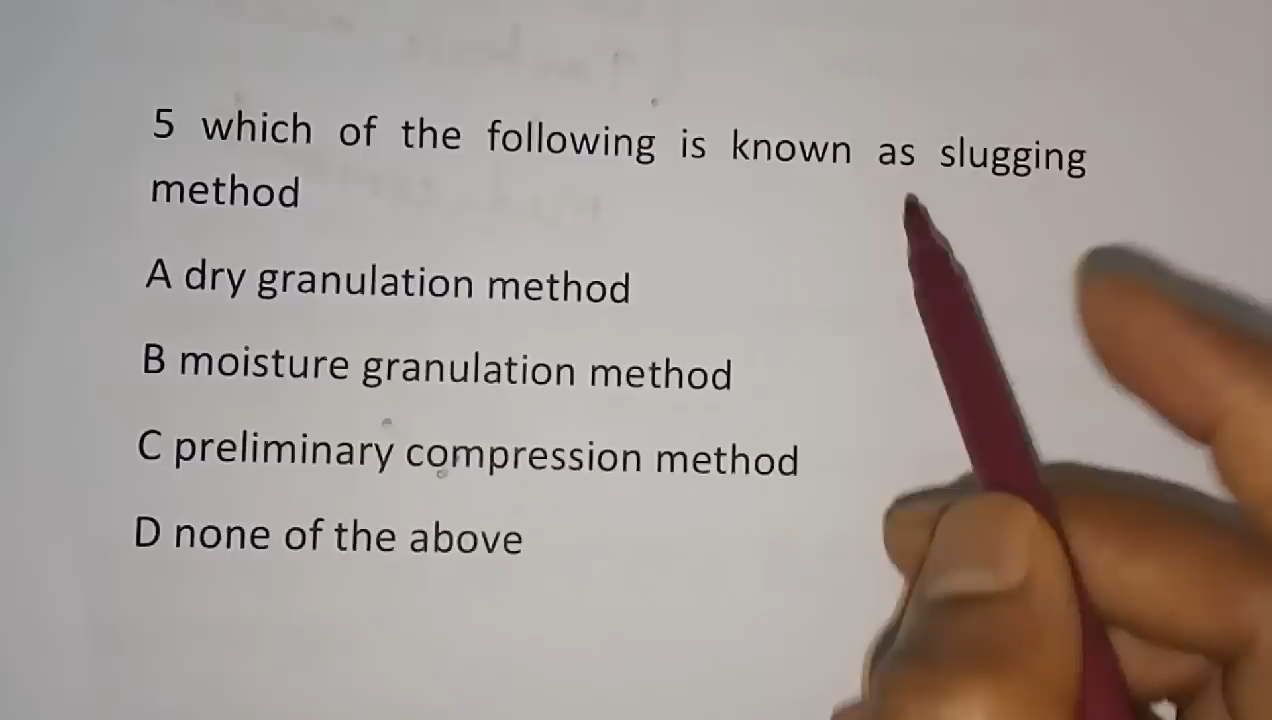 5 which of the following is known as slugging
method
A dry granulation method
B moisture granulation method
C preliminary compression method
D none of the above